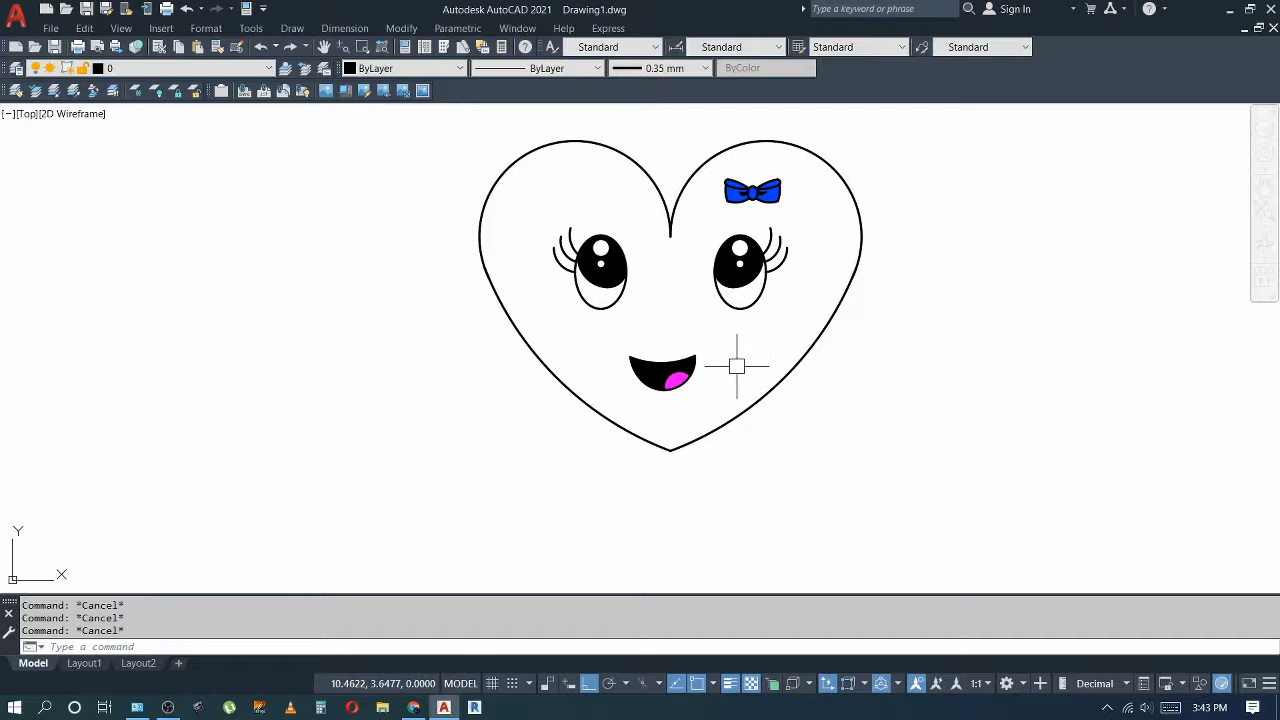 Autodesk AutoCAD 2021 Drawing1.dwg
Type a keyword or phrase
Sign In
File Edit View Insert Format Tools Draw Dimension Modify Parametric Window Help Express
Standard Standard Standard Standard
0 ByLayer ByLayer 0.35 mm ByColor
[−][Top][2D Wireframe]
Y
X
Command: *Cancel*
Command: *Cancel*
Command: *Cancel*
Type a command
Model Layout1 Layout2 +
10.4622, 3.6477, 0.0000 MODEL 1:1 Decimal
3:43 PM